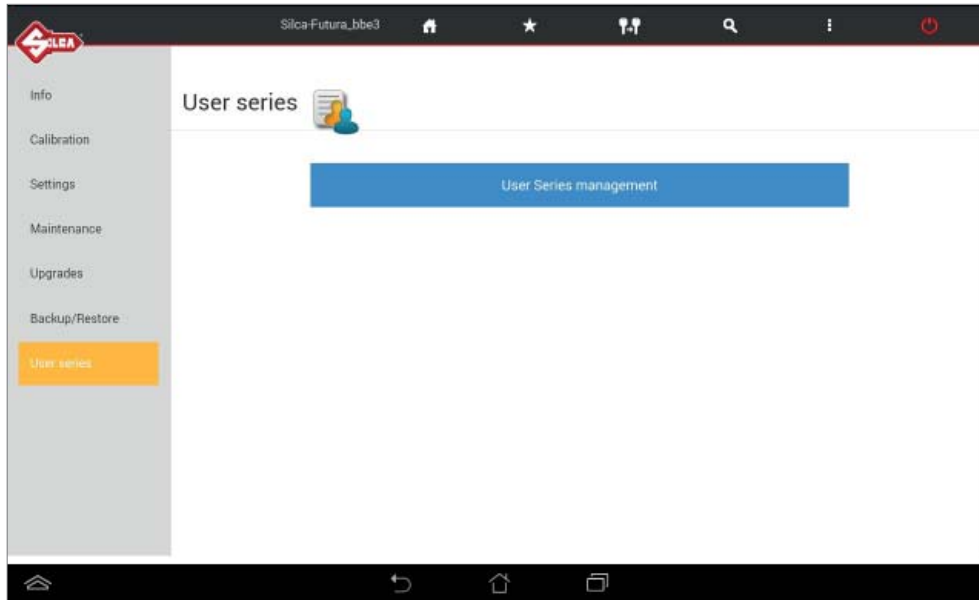 SILCA
Silca-Futura_bbe3
Info
Calibration
Settings
Maintenance
Upgrades
Backup/Restore
User series
User series
User Series management